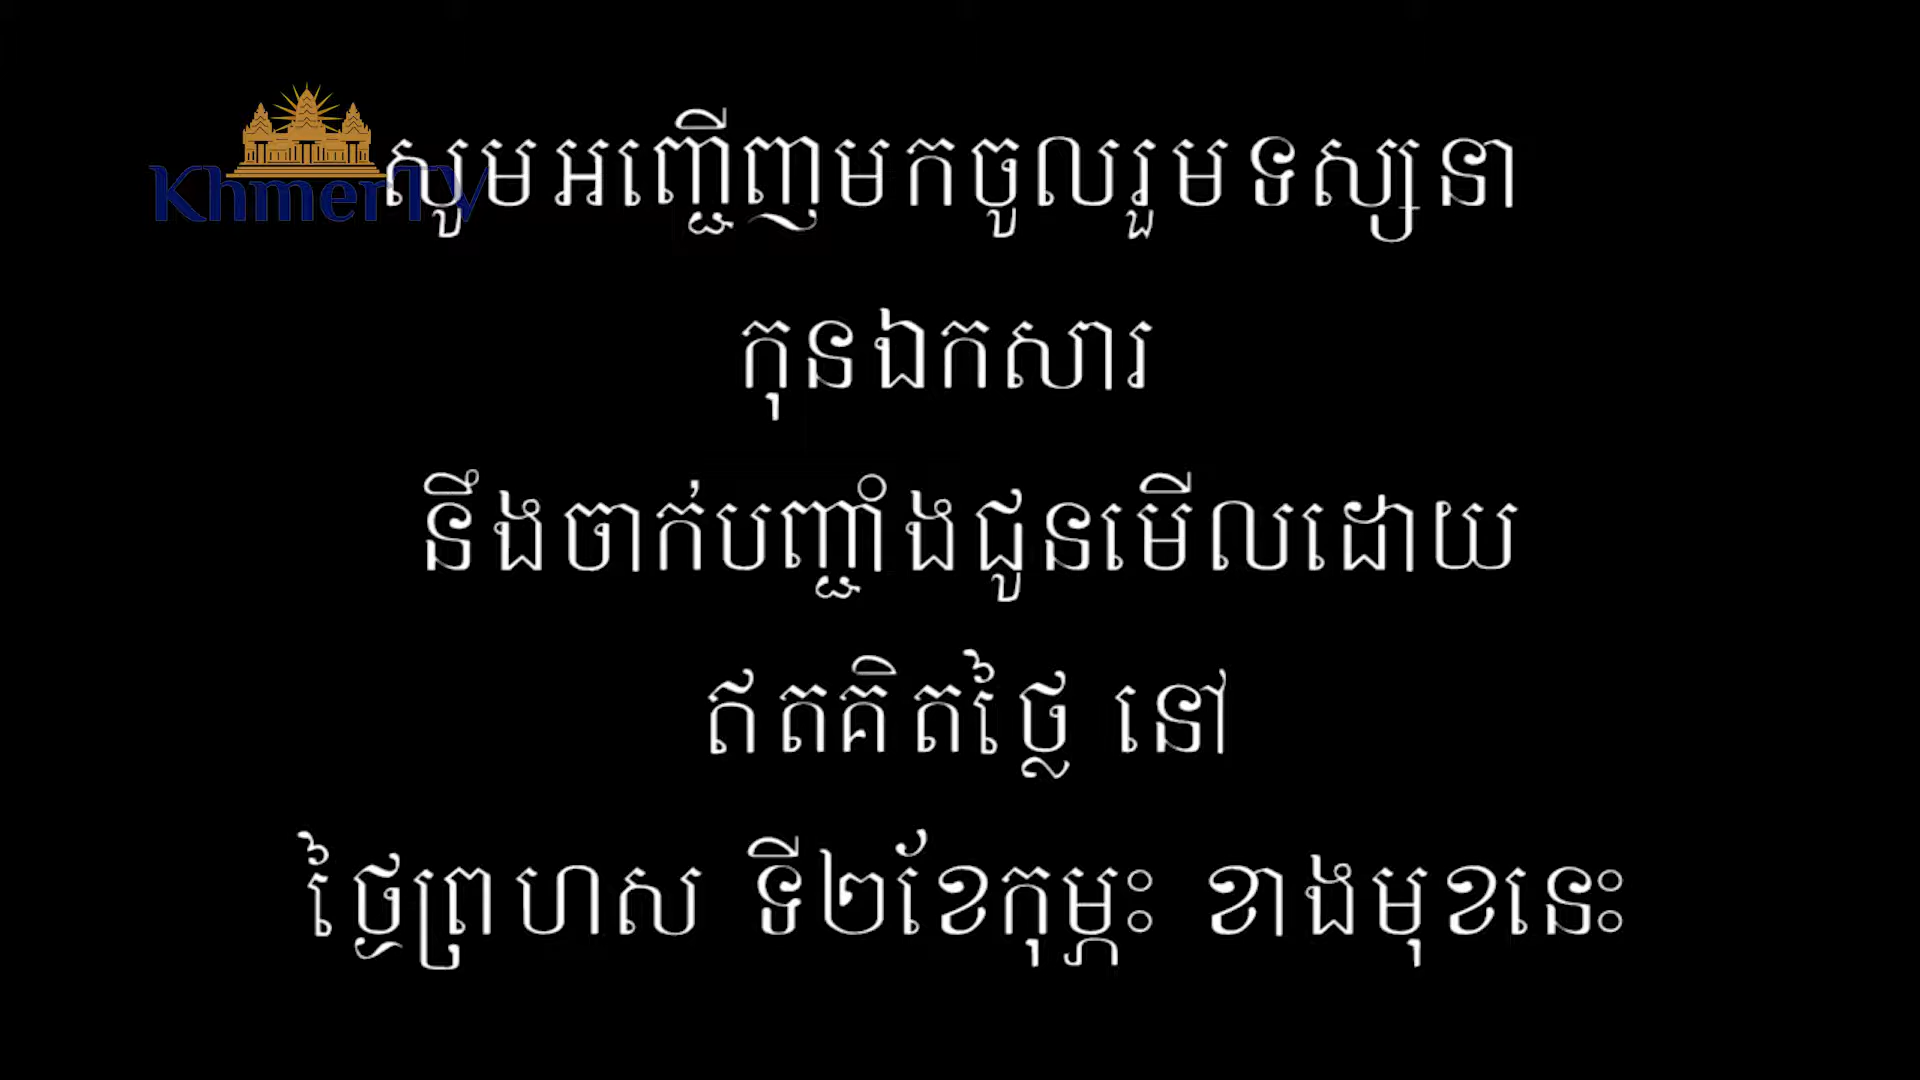 KhmerTV
សូមអញ្ជើញមកចូលរួមទស្សនា
កុនឯកសារ
នឹងចាក់បញ្ជាំងជូនមើលដោយ
ឥតគិតថ្លៃ នៅ
ថ្ងៃព្រហស ទី២ខែកុម្ភះ ខាងមុខនេះ